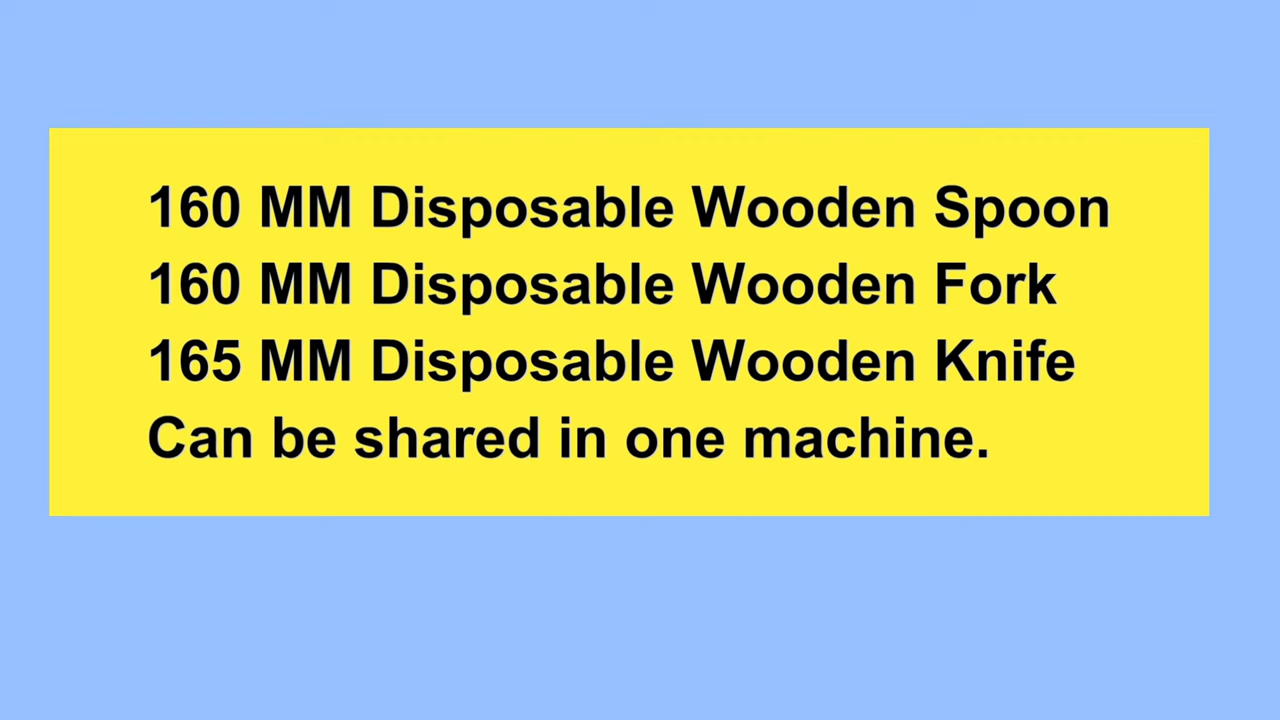 160 MM Disposable Wooden Spoon
160 MM Disposable Wooden Fork
165 MM Disposable Wooden Knife
Can be shared in one machine.